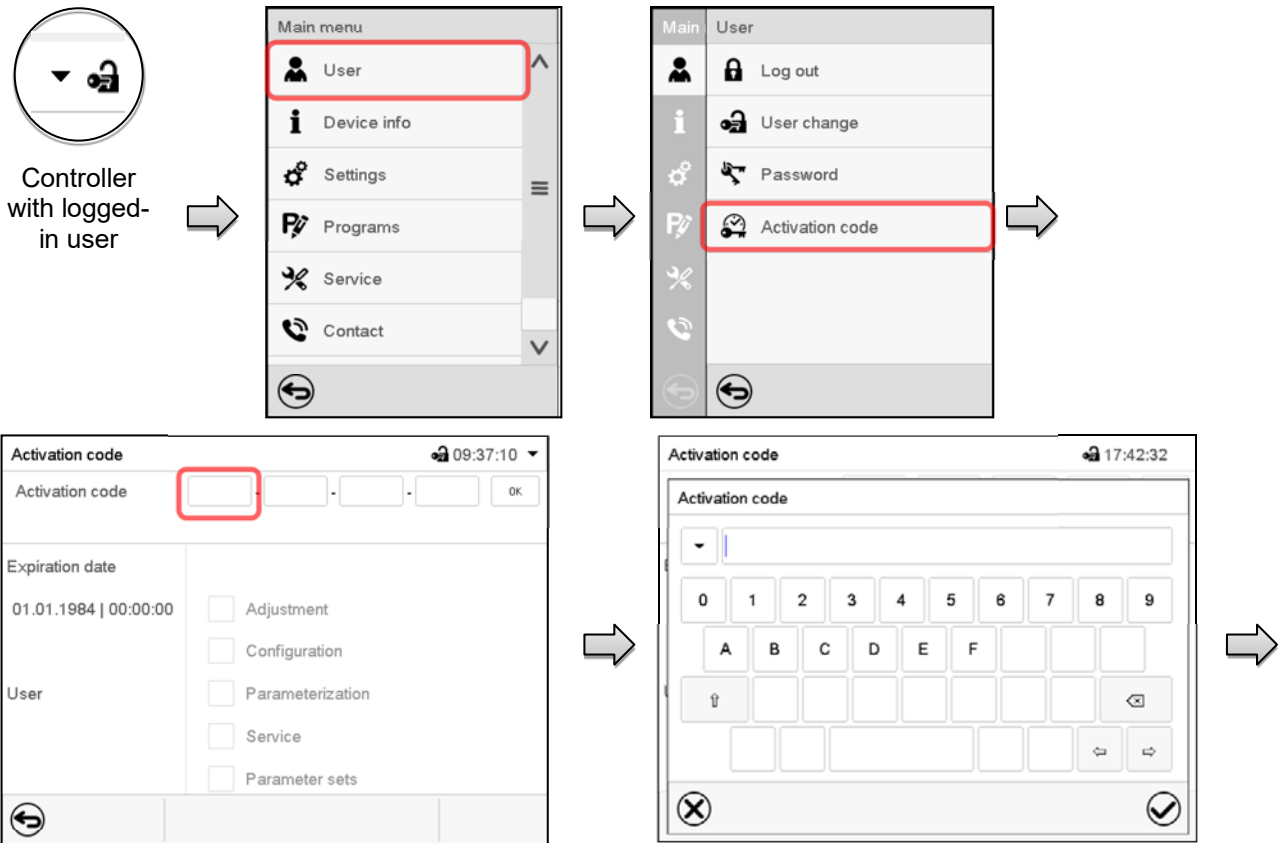 Controller
with logged-
in user
Main menu
User
Device info
Settings
Programs
Service
Contact
Main
User
Log out
User change
Password
Activation code
Activation code
09:37:10
Activation code
- - -
OK
Expiration date
01.01.1984 | 00:00:00
Adjustment
Configuration
User
Parameterization
Service
Parameter sets
Activation code
17:42:32
Activation code
0 1 2 3 4 5 6 7 8 9
A B C D E F